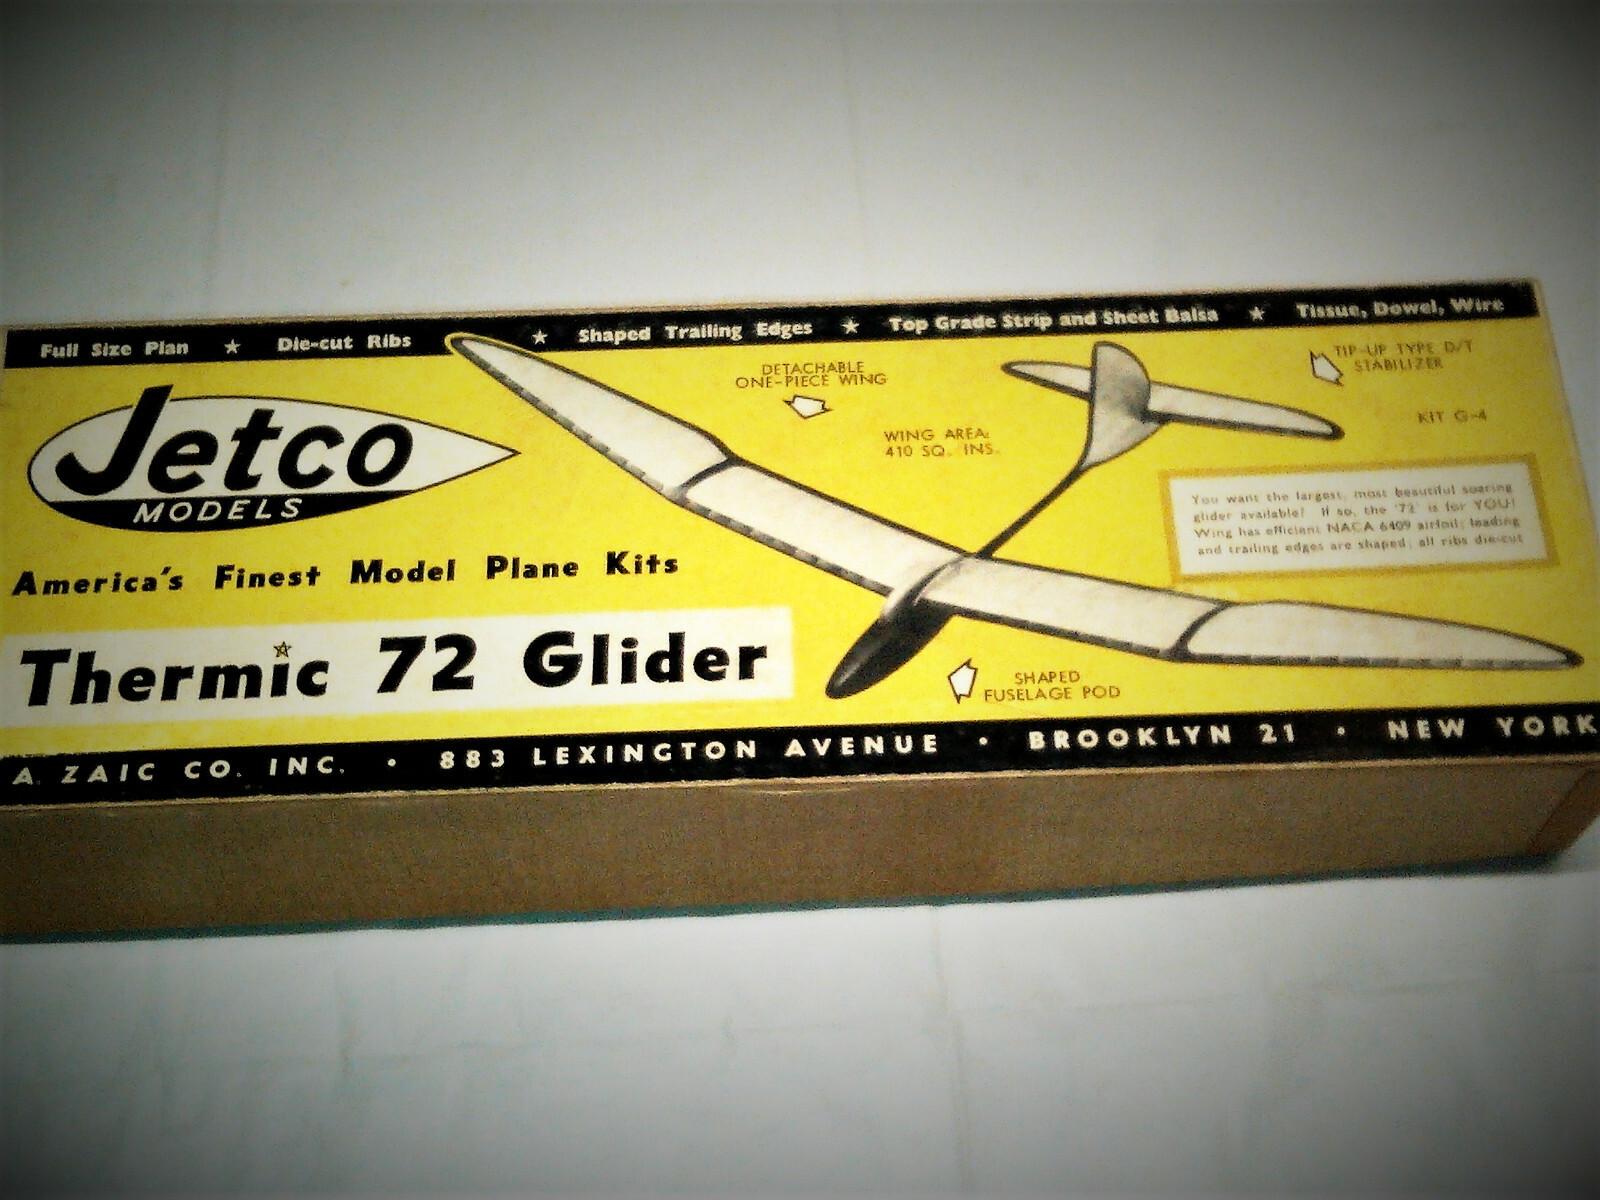 Full Size Plan ★ Die-cut Ribs ★ Shaped Trailing Edges ★ Top Grade Strip and Sheet Balsa ★ Tissue, Dowel, Wire
Jetco
MODELS
America's Finest Model Plane Kits
Thermic 72 Glider
DETACHABLE
ONE-PIECE WING
WING AREA:
410 SQ. INS.
TIP-UP TYPE D/T
STABILIZER
KIT G-4
You want the largest, most beautiful soaring
glider available? If so, the '72' is for YOU!
Wing has efficient NACA 6409 airfoil; leading
and trailing edges are shaped; all ribs die-cut
SHAPED
FUSELAGE POD
A. ZAIC CO. INC. • 883 LEXINGTON AVENUE • BROOKLYN 21 • NEW YORK